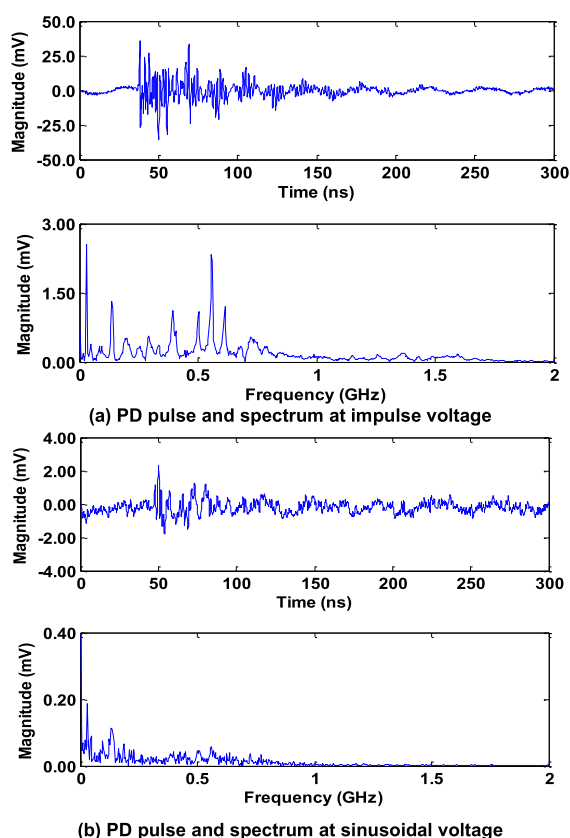 50.0
25.0
0.0
-25.0
-50.0
Magnitude (mV)
0 50 100 150 200 250 300
Time (ns)
3.00
1.50
0.00
Magnitude (mV)
0 0.5 1 1.5 2
Frequency (GHz)
(a) PD pulse and spectrum at impulse voltage
4.00
2.00
0.00
-2.00
-4.00
Magnitude (mV)
0 50 100 150 200 250 300
Time (ns)
0.40
0.20
0.00
Magnitude (mV)
0 0.5 1 1.5 2
Frequency (GHz)
(b) PD pulse and spectrum at sinusoidal voltage